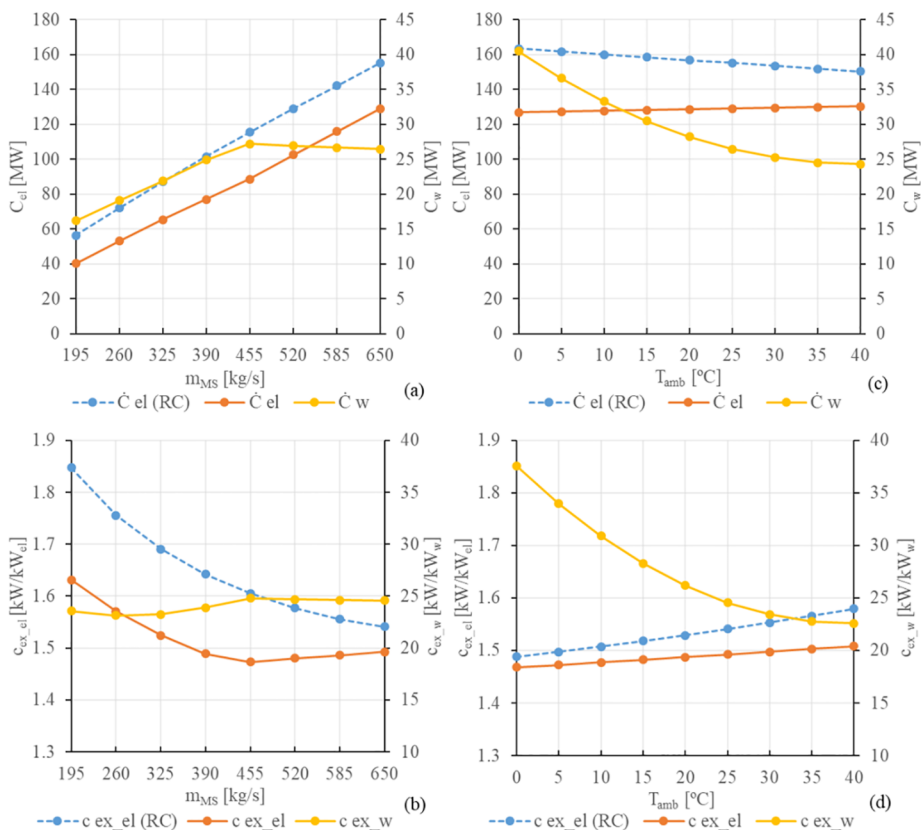 180 45
160 40
140 35
120 30
100 25
80 20
60 15
40 10
20 5
0 0
C_el [MW]
C_w [MW]
195 260 325 390 455 520 585 650
m_MS [kg/s]
(a)
Ċ el (RC) Ċ el Ċ w
180 45
160 40
140 35
120 30
100 25
80 20
60 15
40 10
20 5
0 0
C_el [MW]
C_w [MW]
0 5 10 15 20 25 30 35 40
T_amb [ºC]
(c)
Ċ el (RC) Ċ el Ċ w
1.9 40
1.8 35
1.7 30
1.6 25
1.5 20
1.4 15
1.3 10
c_ex_el [kW/kW_el]
c_ex_w [kW/kW_w]
195 260 325 390 455 520 585 650
m_MS [kg/s]
(b)
c ex_el (RC) c ex_el c ex_w
1.9 40
1.8 35
1.7 30
1.6 25
1.5 20
1.4 15
1.3 10
c_ex_el [kW/kW_el]
c_ex_w [kW/kW_w]
0 5 10 15 20 25 30 35 40
T_amb [ºC]
(d)
c ex_el (RC) c ex_el c ex_w